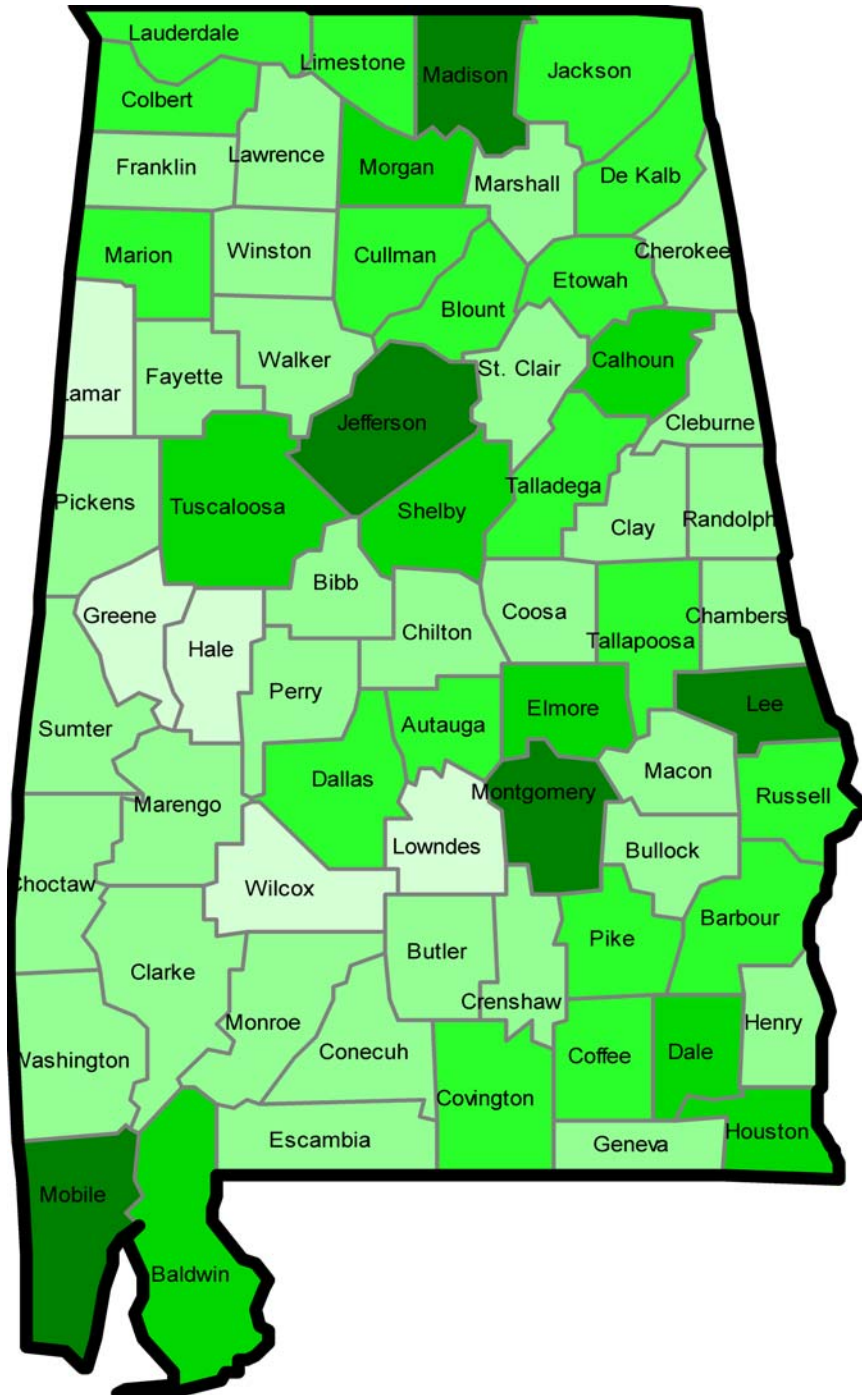 Lauderdale
Limestone
Madison
Jackson
Colbert
Franklin
Lawrence
Morgan
Marshall
De Kalb
Cherokee
Marion
Winston
Cullman
Blount
Etowah
Lamar
Fayette
Walker
Jefferson
St. Clair
Calhoun
Cleburne
Pickens
Tuscaloosa
Shelby
Talladega
Clay
Randolph
Greene
Hale
Bibb
Chilton
Coosa
Tallapoosa
Chambers
Sumter
Perry
Autauga
Elmore
Lee
Marengo
Dallas
Lowndes
Montgomery
Macon
Russell
Choctaw
Wilcox
Bullock
Clarke
Butler
Crenshaw
Pike
Barbour
Washington
Monroe
Conecuh
Covington
Coffee
Dale
Henry
Escambia
Geneva
Houston
Mobile
Baldwin